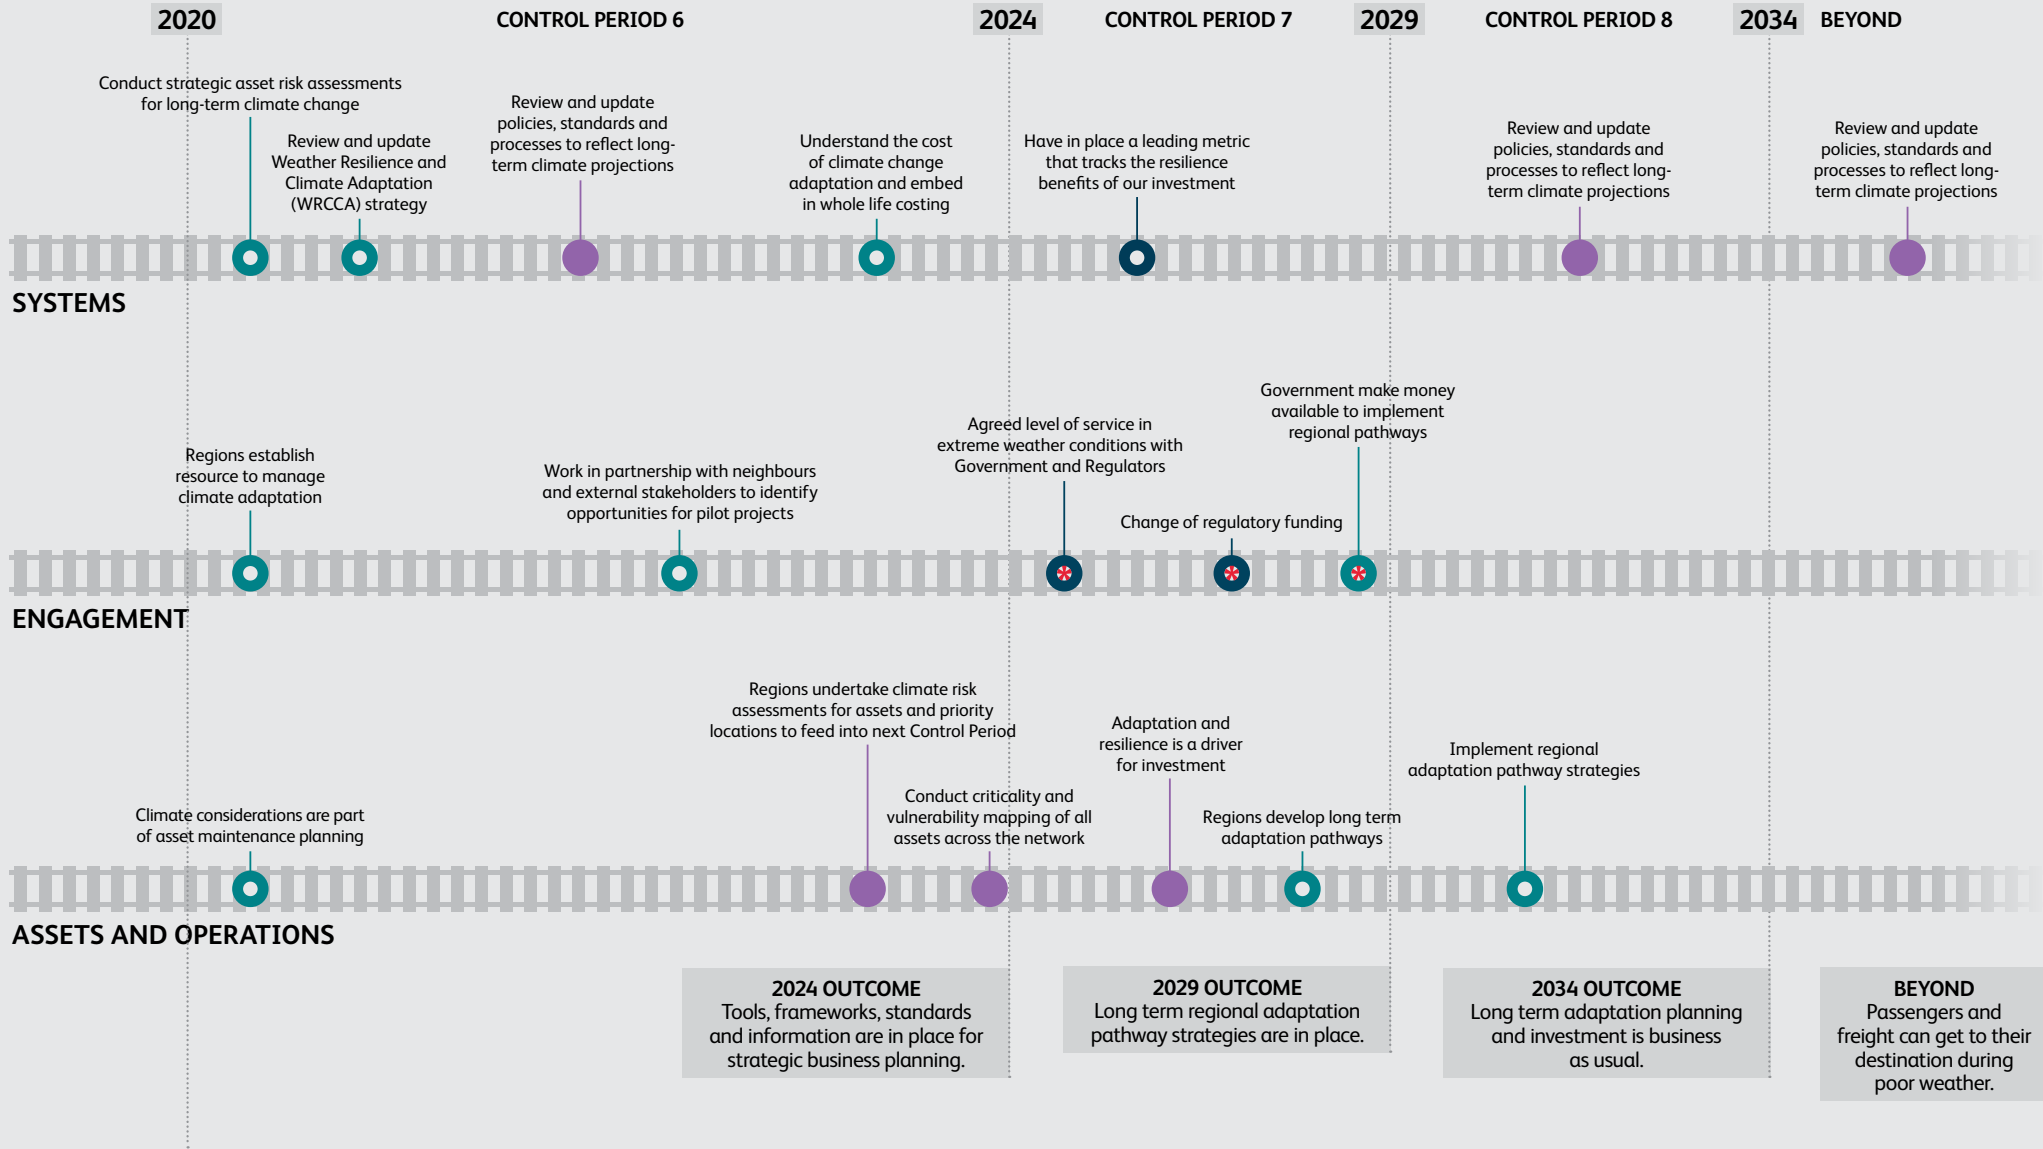 2020
CONTROL PERIOD 6
2024
CONTROL PERIOD 7
2029
CONTROL PERIOD 8
2034
BEYOND
Conduct strategic asset risk assessments
for long-term climate change
Review and update
Weather Resilience and
Climate Adaptation
(WRCCA) strategy
Review and update
policies, standards and
processes to reflect long-
term climate projections
Understand the cost
of climate change
adaptation and embed
in whole life costing
Have in place a leading metric
that tracks the resilience
benefits of our investment
Review and update
policies, standards and
processes to reflect long-
term climate projections
Review and update
policies, standards and
processes to reflect long-
term climate projections
SYSTEMS
Regions establish
resource to manage
climate adaptation
Work in partnership with neighbours
and external stakeholders to identify
opportunities for pilot projects
Agreed level of service in
extreme weather conditions with
Government and Regulators
Change of regulatory funding
Government make money
available to implement
regional pathways
ENGAGEMENT
Climate considerations are part
of asset maintenance planning
Regions undertake climate risk
assessments for assets and priority
locations to feed into next Control Period
Conduct criticality and
vulnerability mapping of all
assets across the network
Adaptation and
resilience is a driver
for investment
Regions develop long term
adaptation pathways
Implement regional
adaptation pathway strategies
ASSETS AND OPERATIONS
2024 OUTCOME
Tools, frameworks, standards
and information are in place for
strategic business planning.
2029 OUTCOME
Long term regional adaptation
pathway strategies are in place.
2034 OUTCOME
Long term adaptation planning
and investment is business
as usual.
BEYOND
Passengers and
freight can get to their
destination during
poor weather.